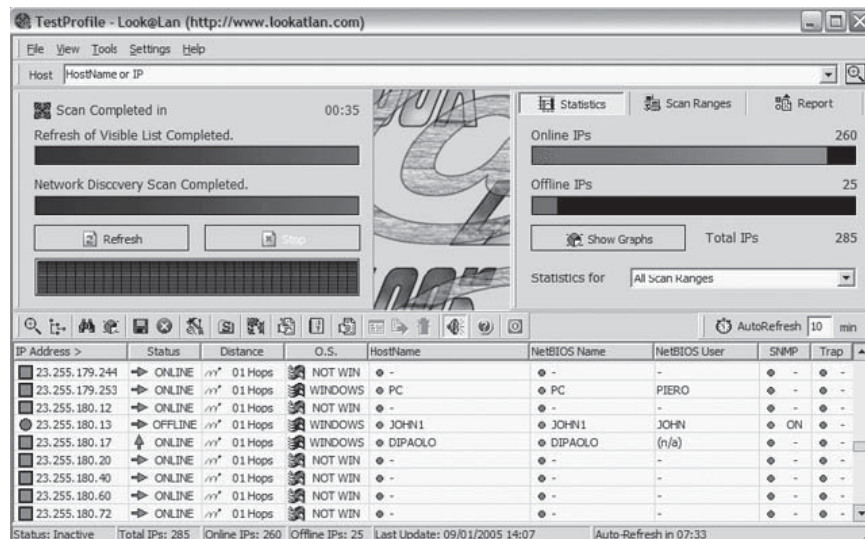 TestProfile - Look@Lan (http://www.lookatlan.com)
File View Tools Settings Help
Host HostName or IP
Scan Completed in 00:35
Refresh of Visible List Completed.
Network Discovery Scan Completed.
Refresh Stop
Statistics Scan Ranges Report
Online IPs 260
Offline IPs 25
Show Graphs Total IPs 285
Statistics for All Scan Ranges
AutoRefresh 10 min
IP Address > Status Distance O.S. HostName NetBIOS Name NetBIOS User SNMP Trap
23.255.179.244 ONLINE 01 Hops NOT WIN - - - - -
23.255.179.253 ONLINE 01 Hops WINDOWS PC PC PIERO - -
23.255.180.12 ONLINE 01 Hops NOT WIN - - - - -
23.255.180.13 OFFLINE 01 Hops WINDOWS JOHN1 JOHN1 JOHN ON -
23.255.180.17 ONLINE 01 Hops WINDOWS DIPAOLO DIPAOLO (n/a) - -
23.255.180.20 ONLINE 01 Hops NOT WIN - - - - -
23.255.180.40 ONLINE 01 Hops NOT WIN - - - - -
23.255.180.60 ONLINE 01 Hops NOT WIN - - - - -
23.255.180.72 ONLINE 01 Hops NOT WIN - - - - -
Status: Inactive Total IPs: 285 Online IPs: 260 Offline IPs: 25 Last Update: 09/01/2005 14:07 Auto-Refresh in 07:33